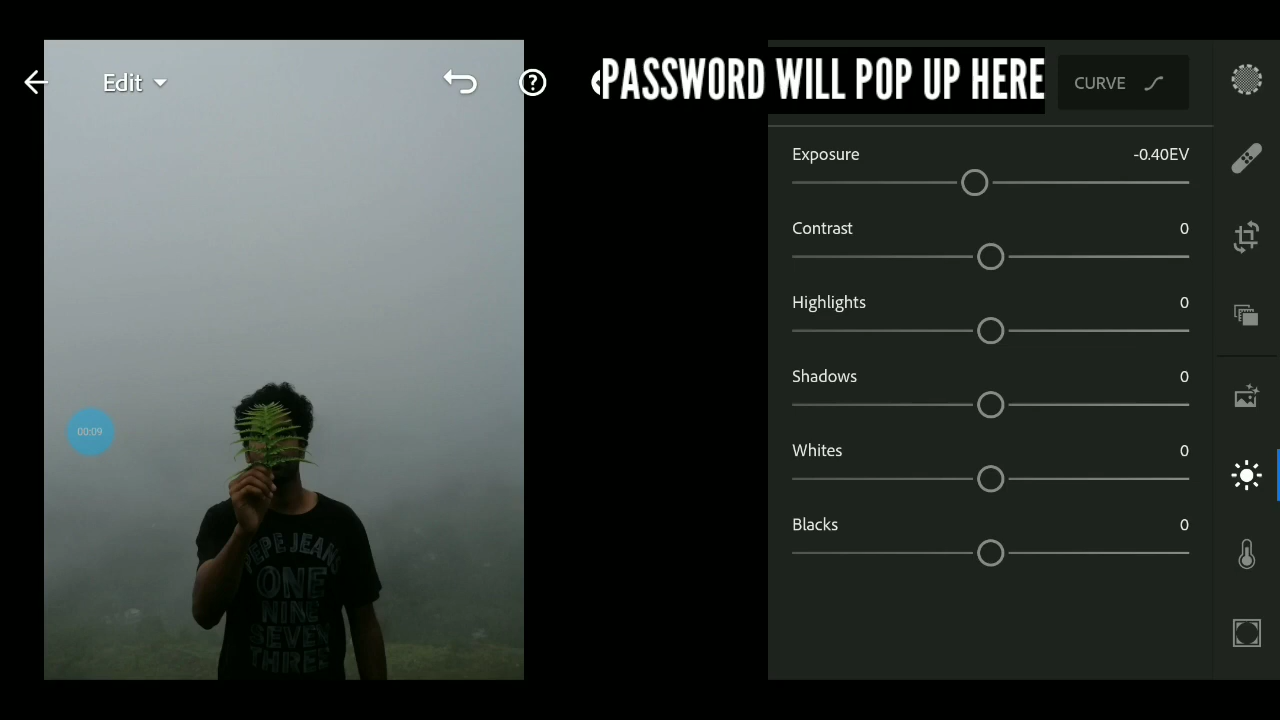 Edit
PASSWORD WILL POP UP HERE
CURVE
Exposure -0.40EV
Contrast 0
Highlights 0
Shadows 0
Whites 0
Blacks 0
00:09
PEPE JEANS
ONE
NINE
SEVEN
THREE